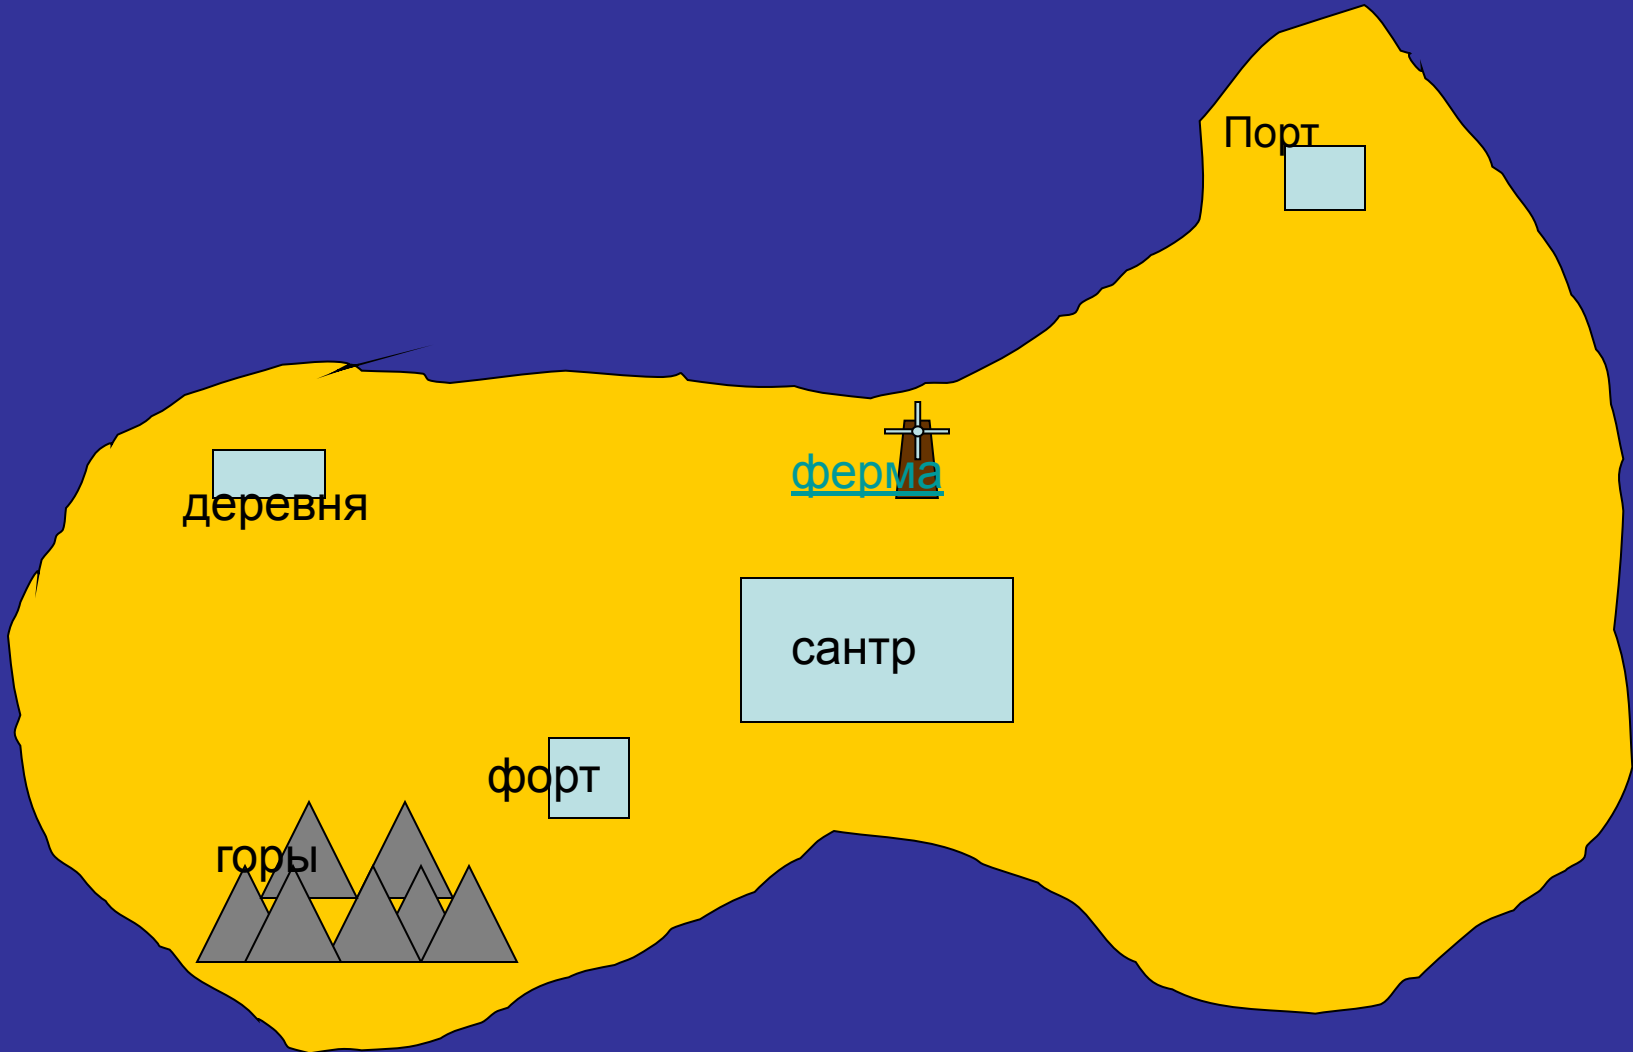 Порт
ферма
деревня
сантр
форт
горы